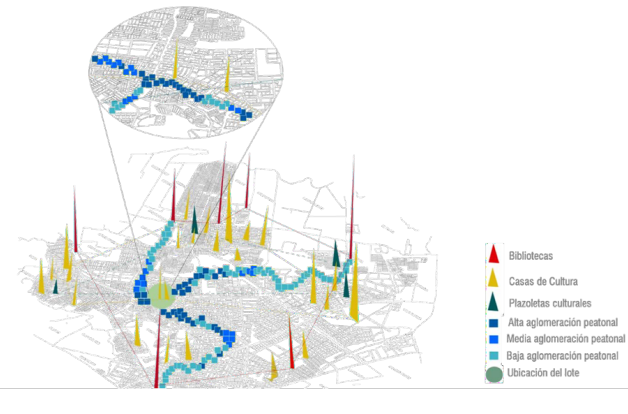 Bibliotecas
Casas de Cultura
Plazoletas culturales
Alta aglomeración peatonal
Media aglomeración peatonal
Baja aglomeración peatonal
Ubicación del lote